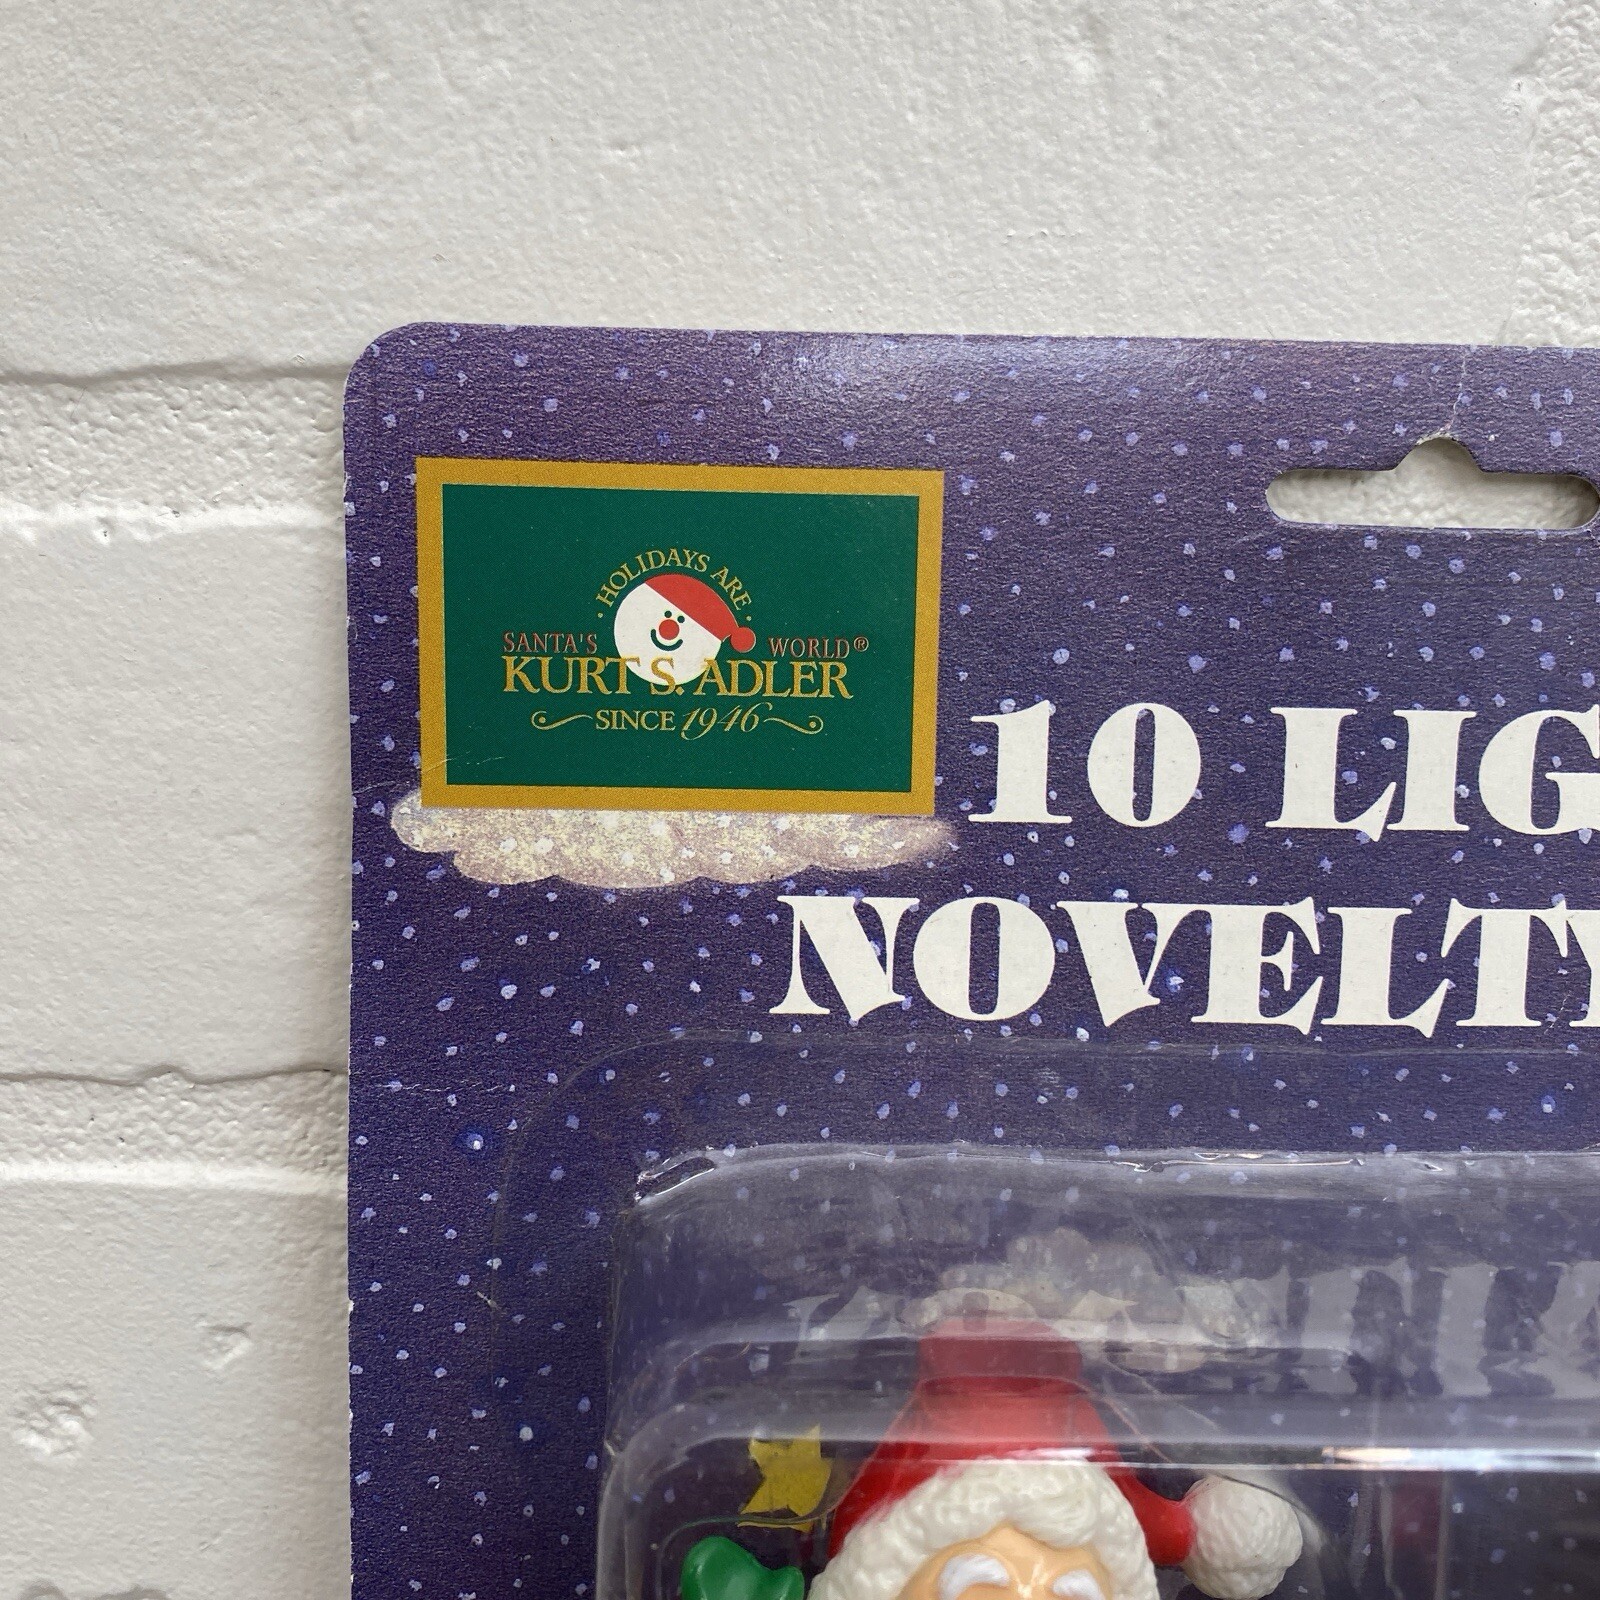 HOLIDAYS ARE
SANTA'S WORLD®
KURT S. ADLER
SINCE 1946
10 LIG
NOVELTY